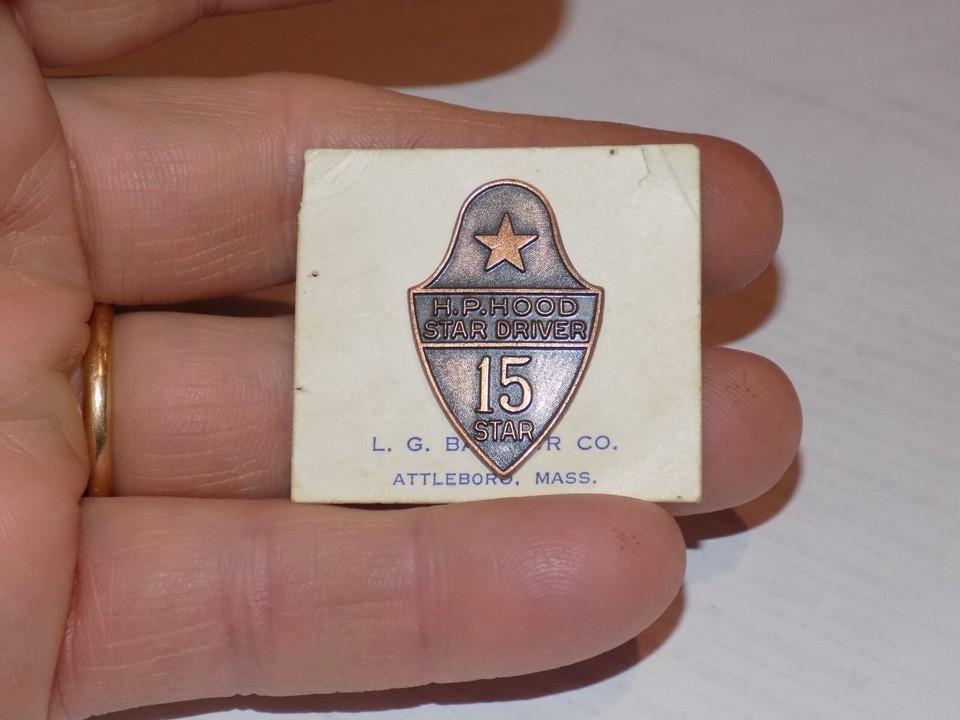 H.P.HOOD
STAR DRIVER
15
STAR
L. G. CO.
ATTLEBORO, MASS.